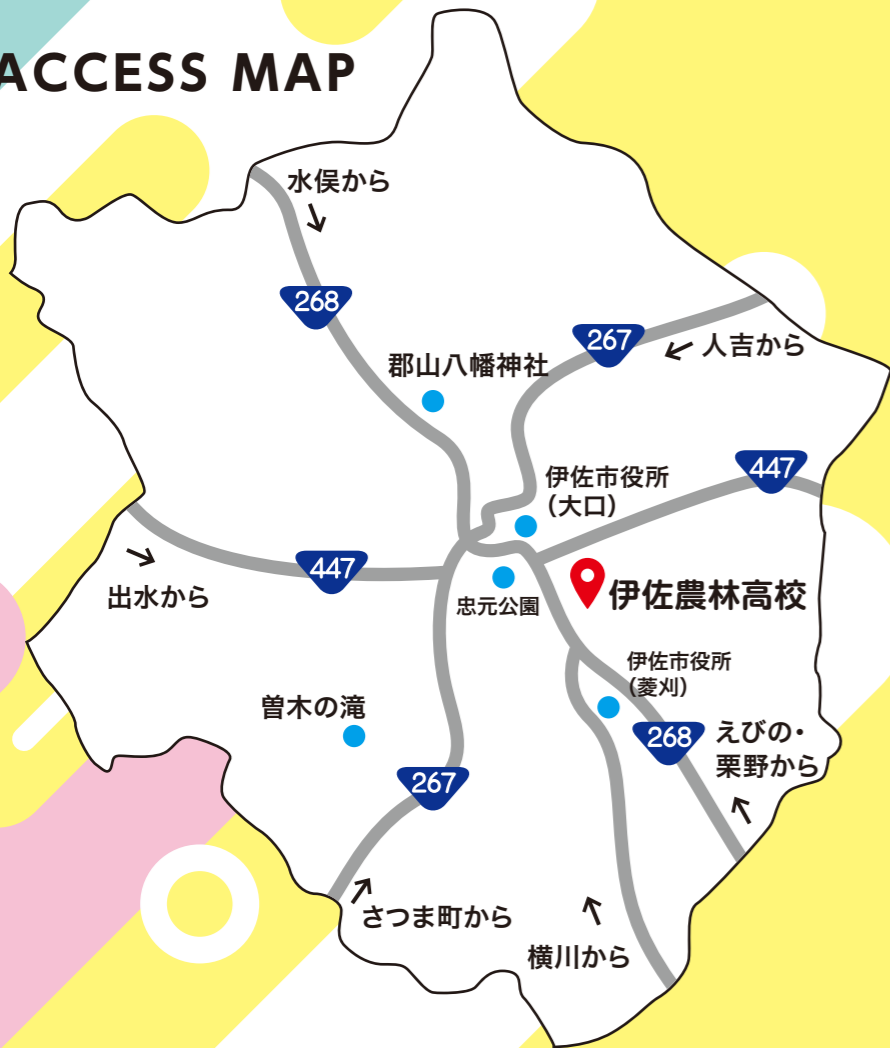 ACCESS MAP
水俣から
268
267
人吉から
郡山八幡神社
447
伊佐市役所
(大口)
447
出水から
忠元公園
伊佐農林高校
伊佐市役所
(菱刈)
曽木の滝
268
えびの・
栗野から
267
さつま町から
横川から